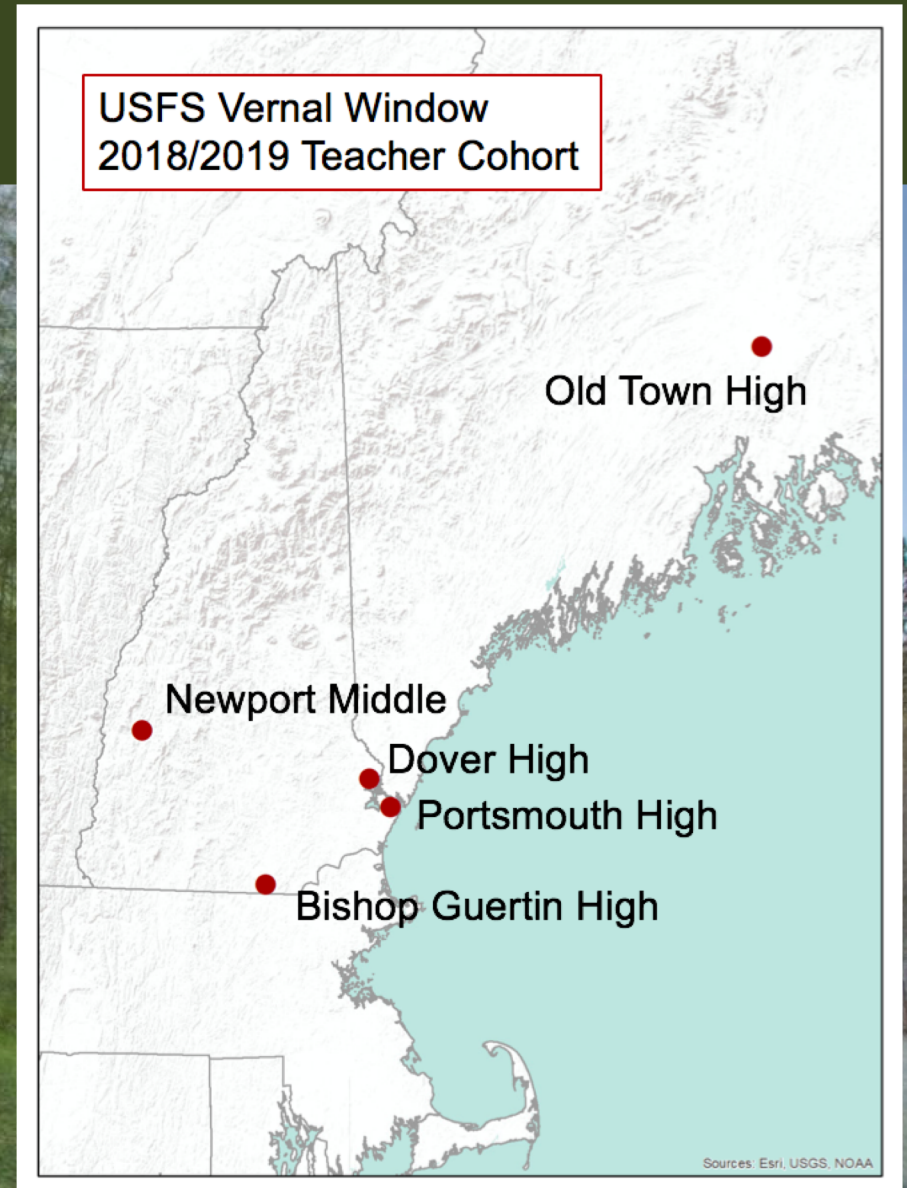 USFS Vernal Window
2018/2019 Teacher Cohort
Old Town High
Newport Middle
Dover High
Portsmouth High
Bishop Guertin High
Sources: Esri, USGS, NOAA